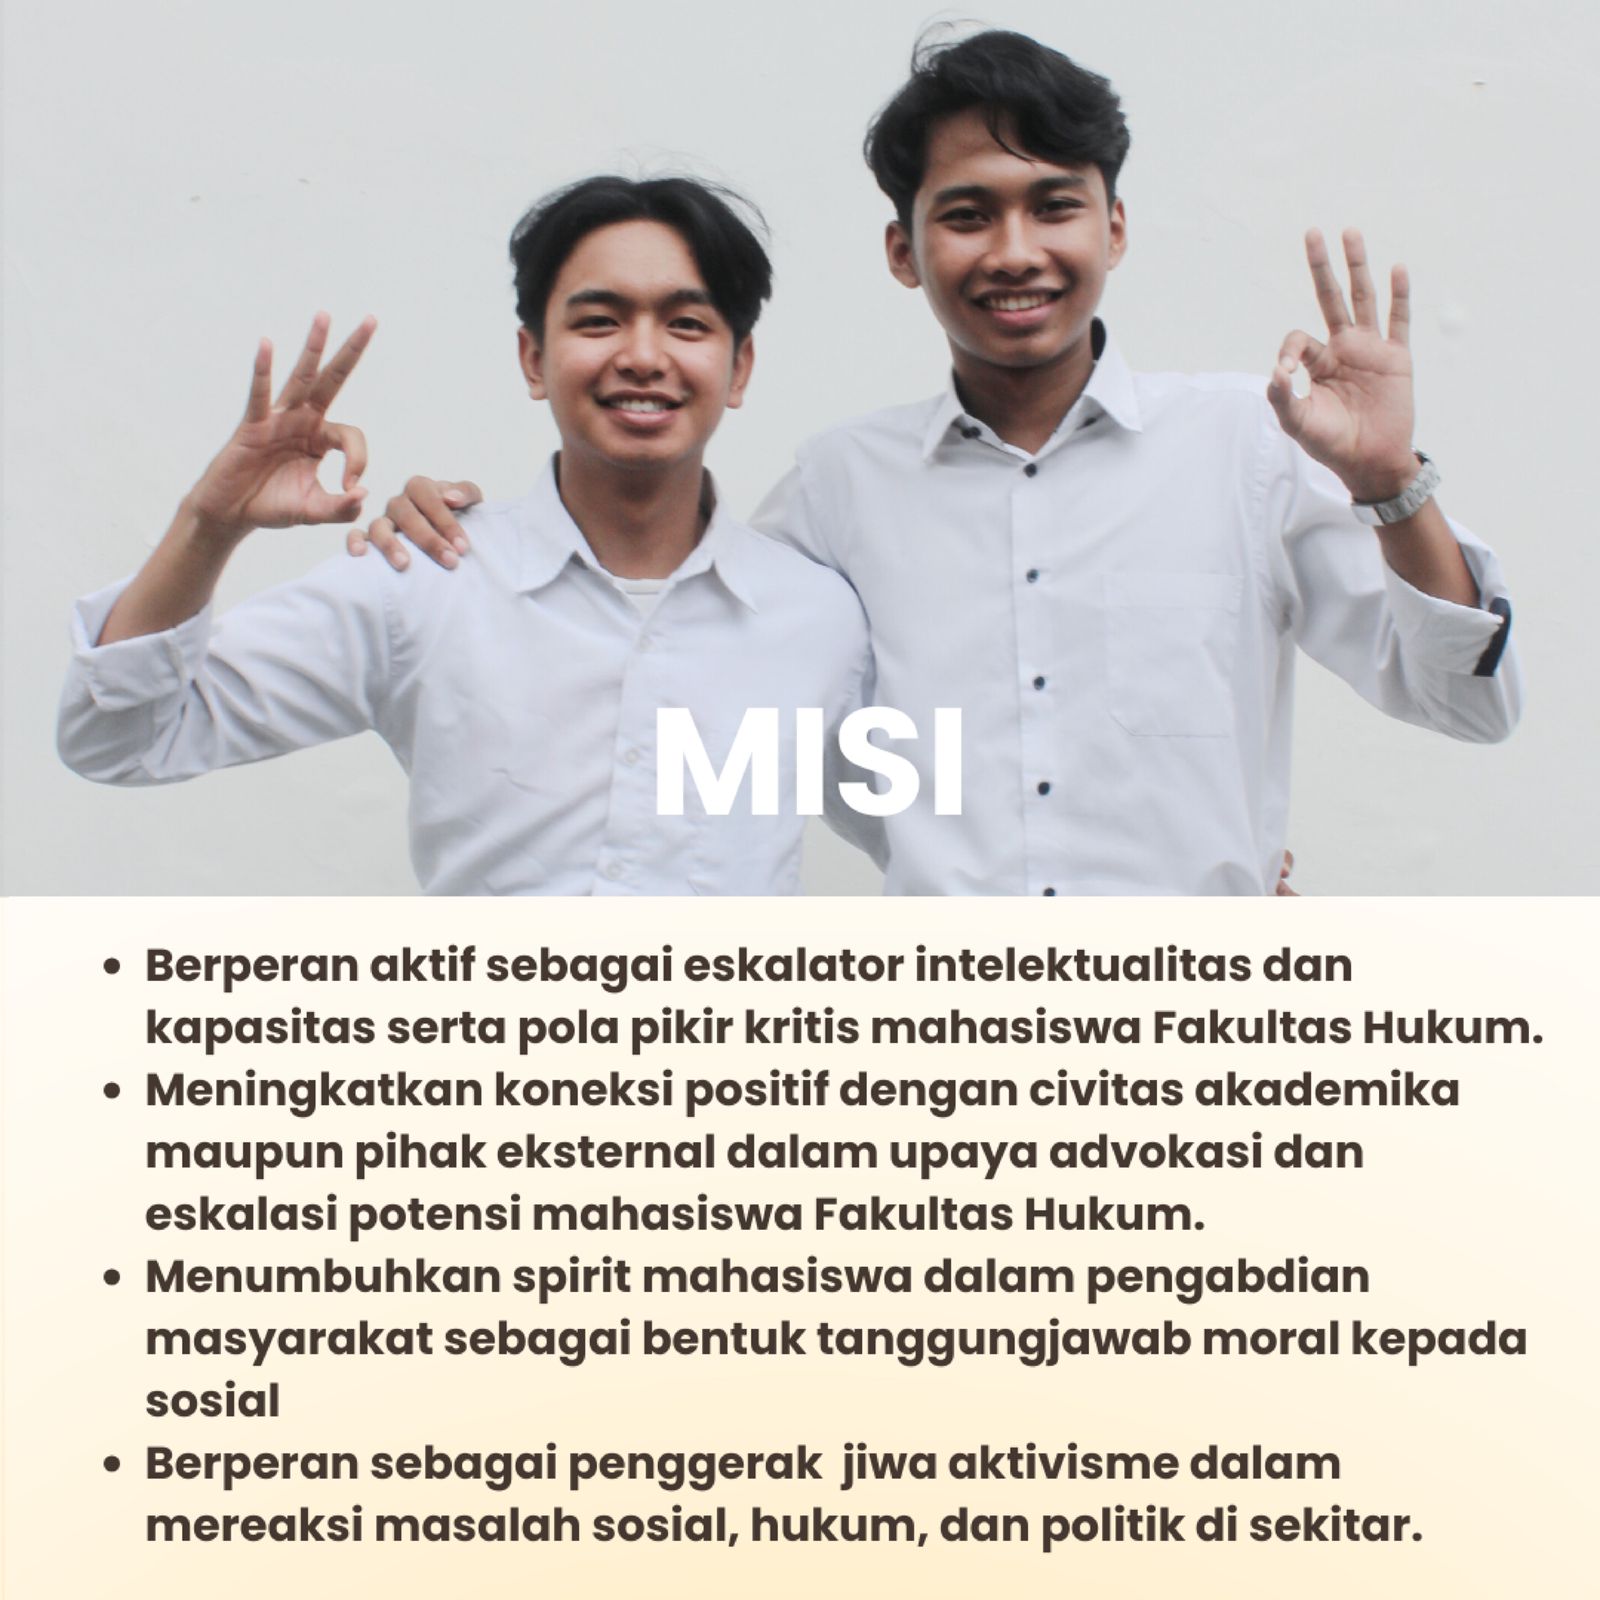 MISI
• Berperan aktif sebagai eskalator intelektualitas dan
kapasitas serta pola pikir kritis mahasiswa Fakultas Hukum.
• Meningkatkan koneksi positif dengan civitas akademika
maupun pihak eksternal dalam upaya advokasi dan
eskalasi potensi mahasiswa Fakultas Hukum.
• Menumbuhkan spirit mahasiswa dalam pengabdian
masyarakat sebagai bentuk tanggungjawab moral kepada
sosial
• Berperan sebagai penggerak  jiwa aktivisme dalam
mereaksi masalah sosial, hukum, dan politik di sekitar.